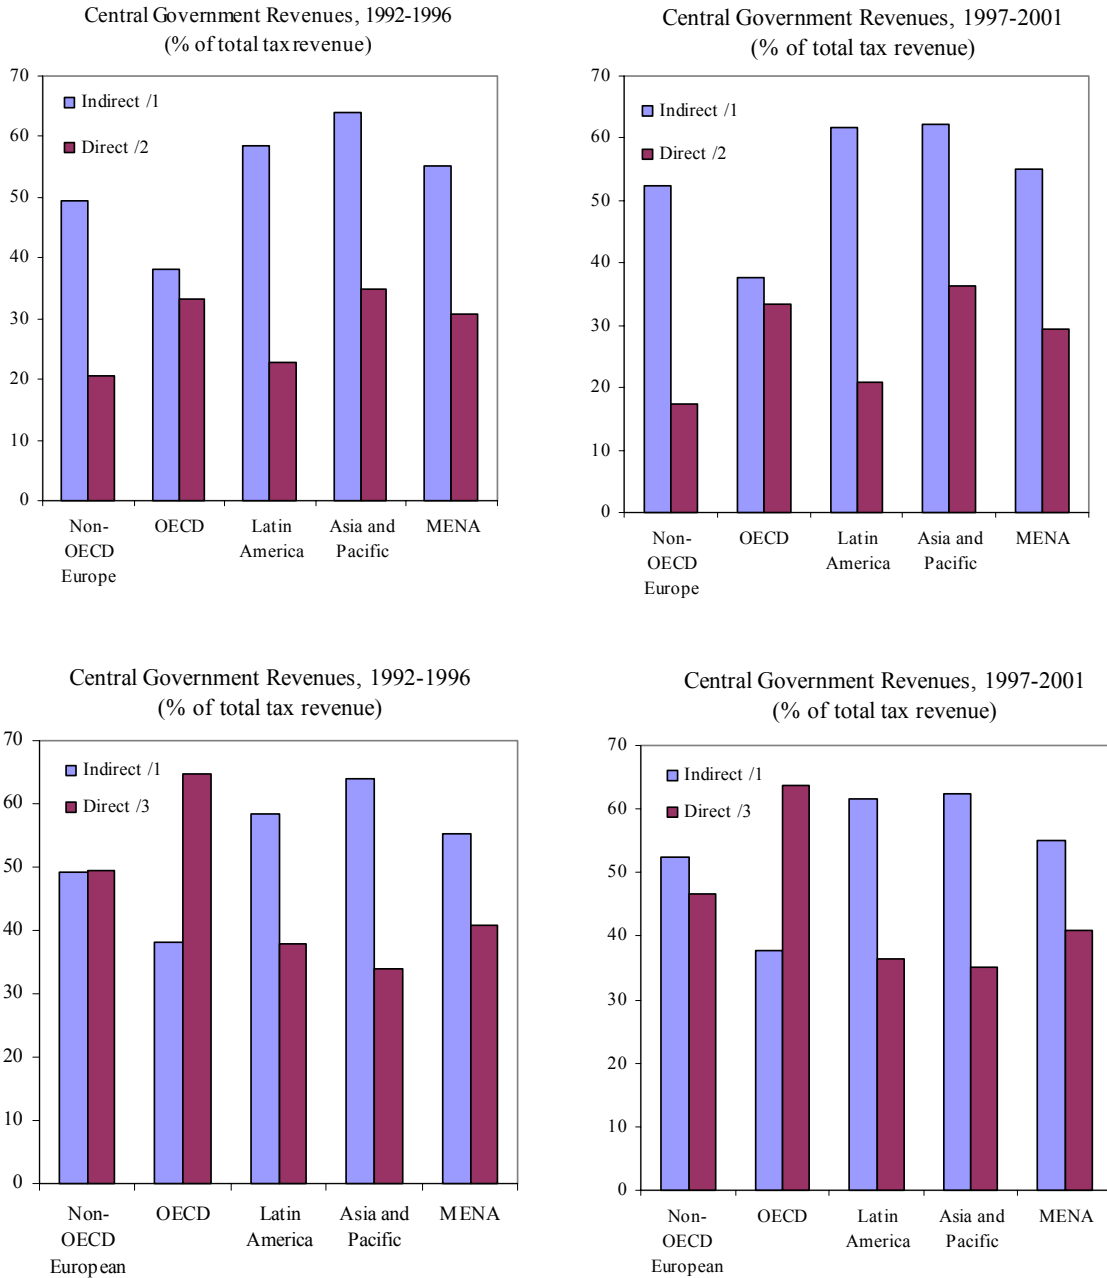 Central Government Revenues, 1992-1996
(% of total tax revenue)
70
60
50
40
30
20
10
0
Indirect /1
Direct /2
Non-
OECD
Europe
OECD
Latin
America
Asia and
Pacific
MENA
Central Government Revenues, 1997-2001
(% of total tax revenue)
70
60
50
40
30
20
10
0
Indirect /1
Direct /2
Non-
OECD
Europe
OECD
Latin
America
Asia and
Pacific
MENA
Central Government Revenues, 1992-1996
(% of total tax revenue)
70
60
50
40
30
20
10
0
Indirect /1
Direct /3
Non-
OECD
European
OECD
Latin
America
Asia and
Pacific
MENA
Central Government Revenues, 1997-2001
(% of total tax revenue)
70
60
50
40
30
20
10
0
Indirect /1
Direct /3
Non-
OECD
European
OECD
Latin
America
Asia and
Pacific
MENA